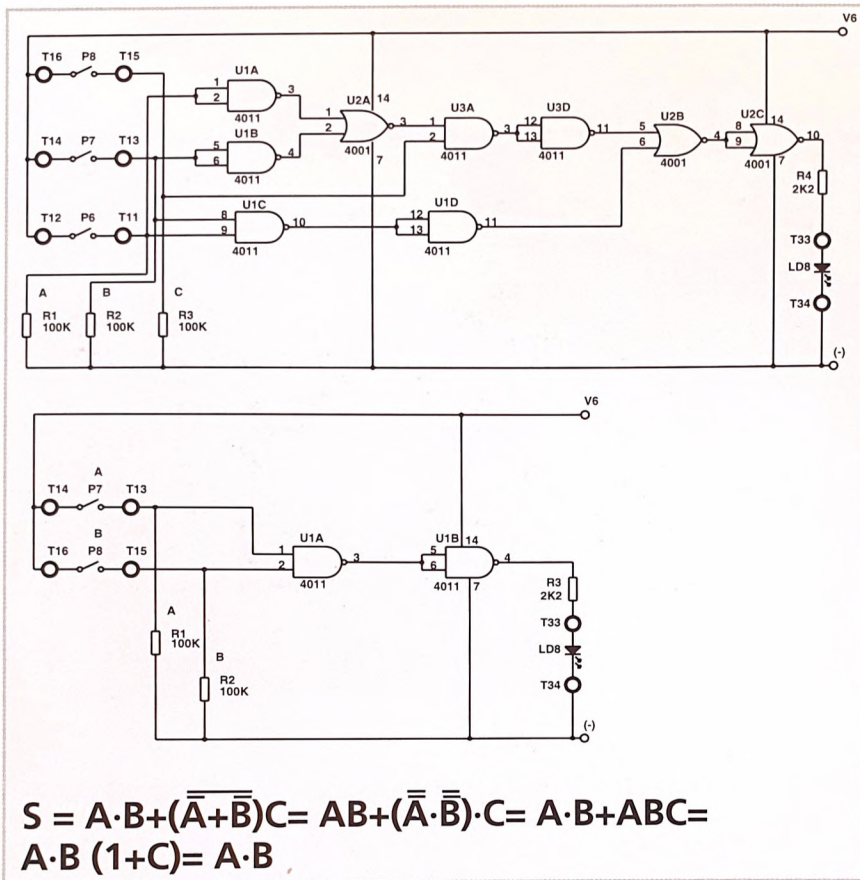 V6
T16 P8 T15
U1A
1
2
3
4011
U2A
14
1
2
3
4001
7
U3A
1
2
3
4011
U3D
12
13
11
4011
U2B
5
6
4
4001
U2C
14
8
9
10
4001
7
T14 P7 T13
U1B
5
6
4
4011
R4
2K2
T12 P6 T11
U1C
8
9
10
4011
U1D
12
13
11
4011
T33
LD8
T34
A B C
R1 100K
R2 100K
R3 100K
(-)
V6
A
T14 P7 T13
B
T16 P8 T15
U1A
1
2
3
4011
U1B
14
5
6
4
4011
7
R3
2K2
T33
LD8
T34
A
R1
100K
B
R2
100K
(-)
S = A·B+(A̅̅+B̅̅)C= AB+(A̿·B̿)·C= A·B+ABC=
A·B (1+C)= A·B